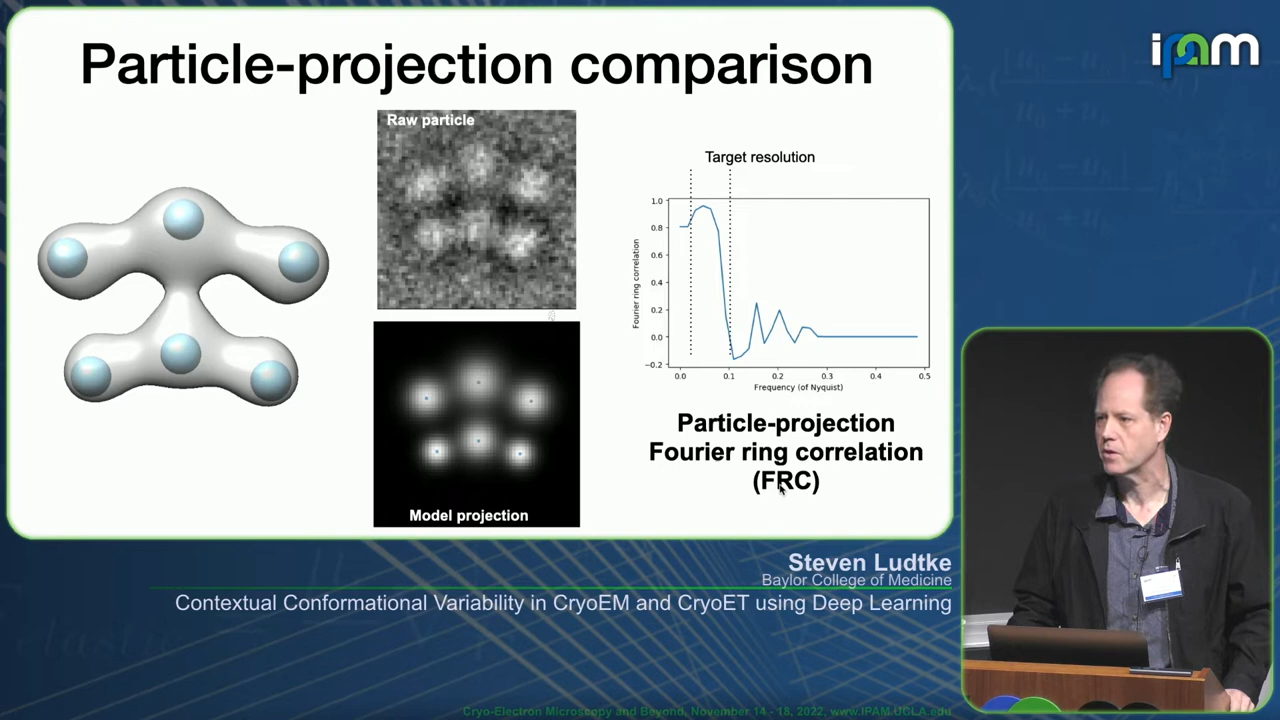 Particle-projection comparison
ipam
Raw particle
Model projection
Target resolution
1.0
0.8
0.6
0.4
0.2
0.0
−0.2
Fourier ring correlation
0.0 0.1 0.2 0.3 0.4 0.5
Frequency (of Nyquist)
Particle-projection
Fourier ring correlation
(FRC)
Steven Ludtke
Baylor College of Medicine
Contextual Conformational Variability in CryoEM and CryoET using Deep Learning
Cryo-Electron Microscopy and Beyond, November 14 - 18, 2022, www.IPAM.UCLA.edu